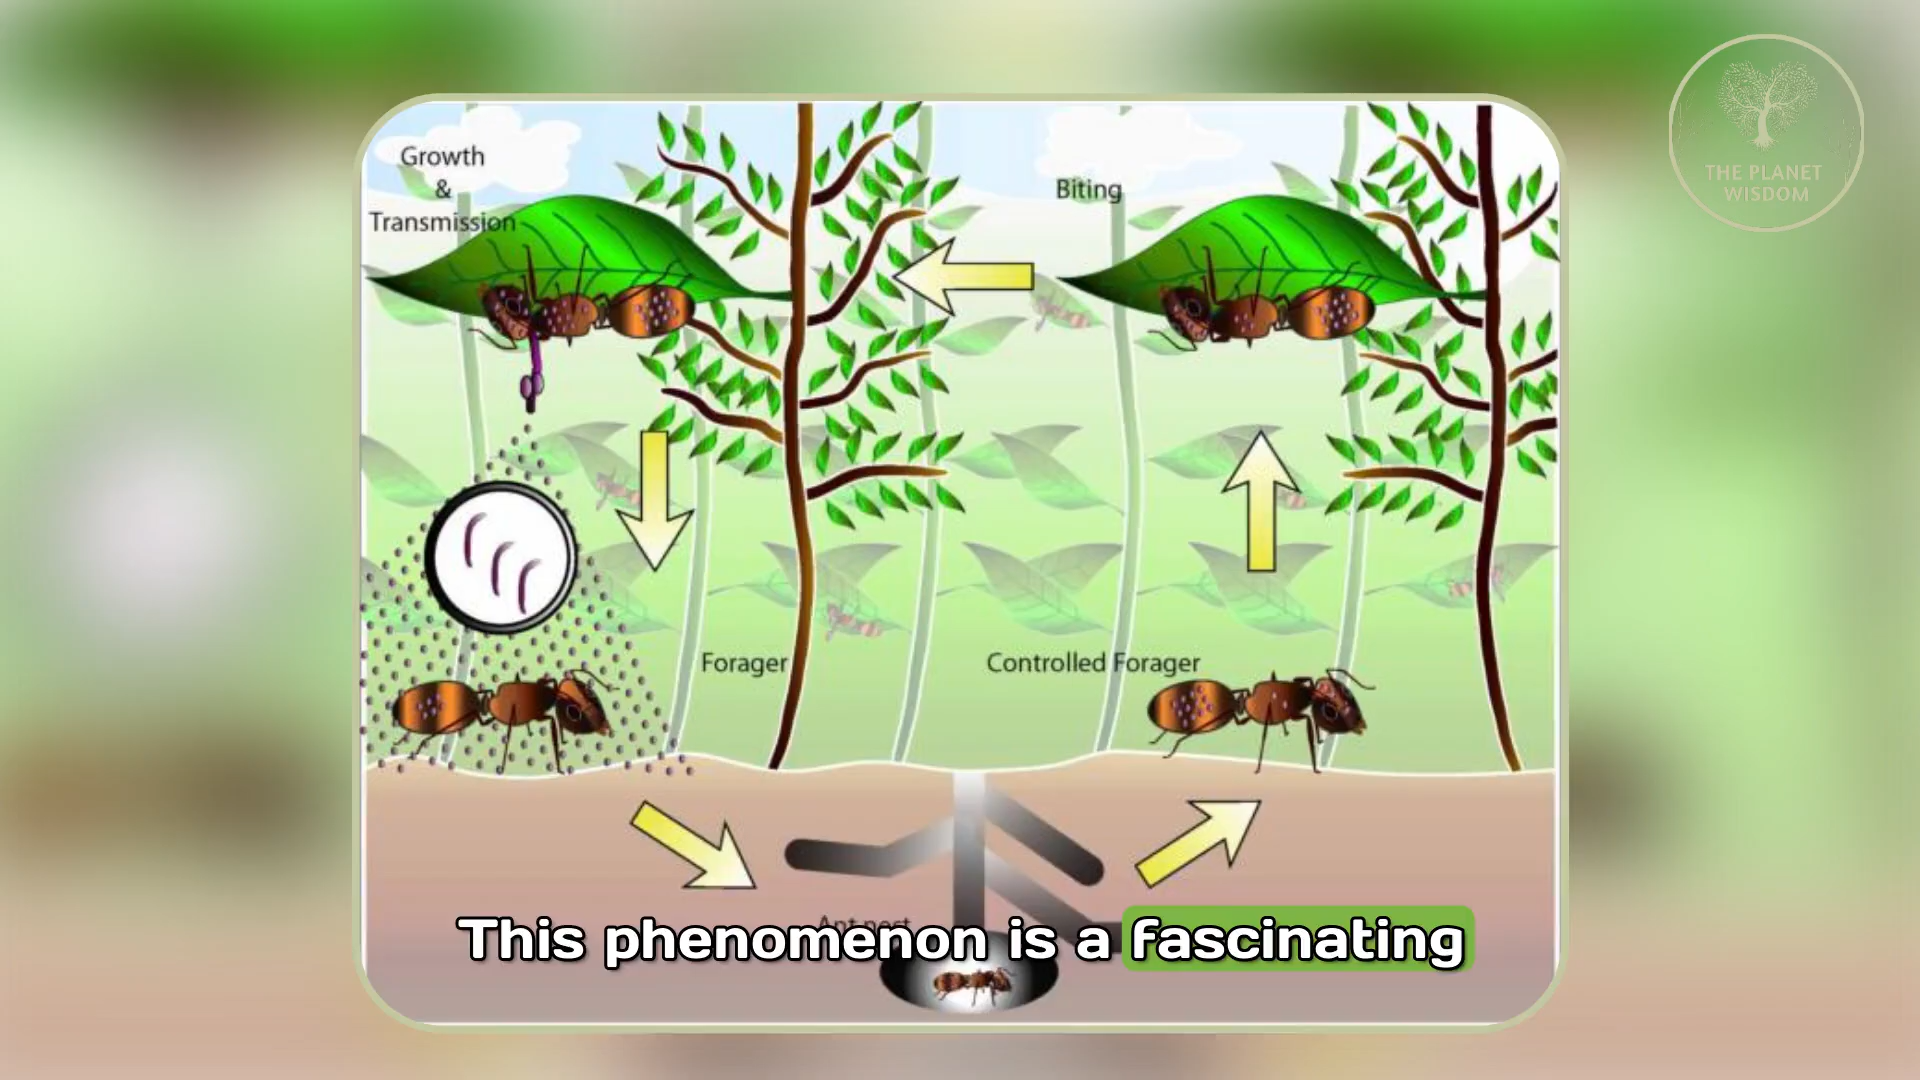 Growth
&
Transmission
Biting
THE PLANET
WISDOM
Forager
Controlled Forager
Ant nest
This phenomenon is a fascinating